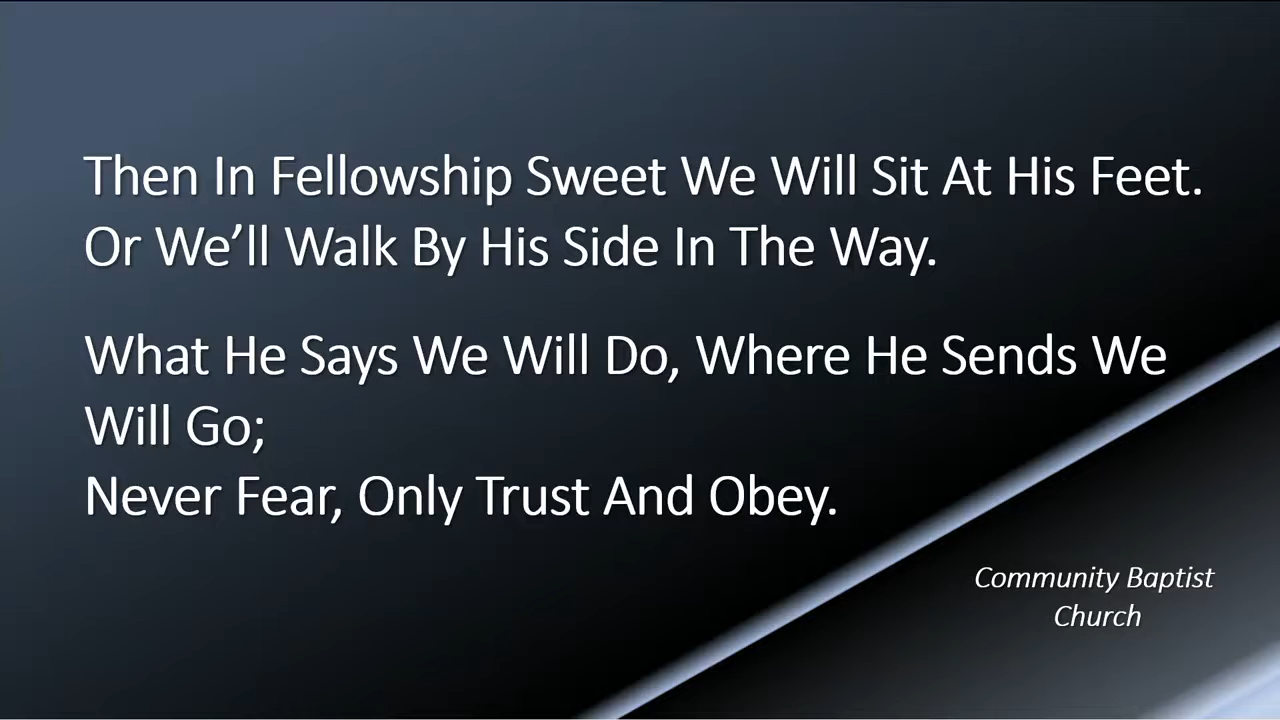 Then In Fellowship Sweet We Will Sit At His Feet.
Or We’ll Walk By His Side In The Way.
What He Says We Will Do, Where He Sends We
Will Go;
Never Fear, Only Trust And Obey.
Community Baptist
Church